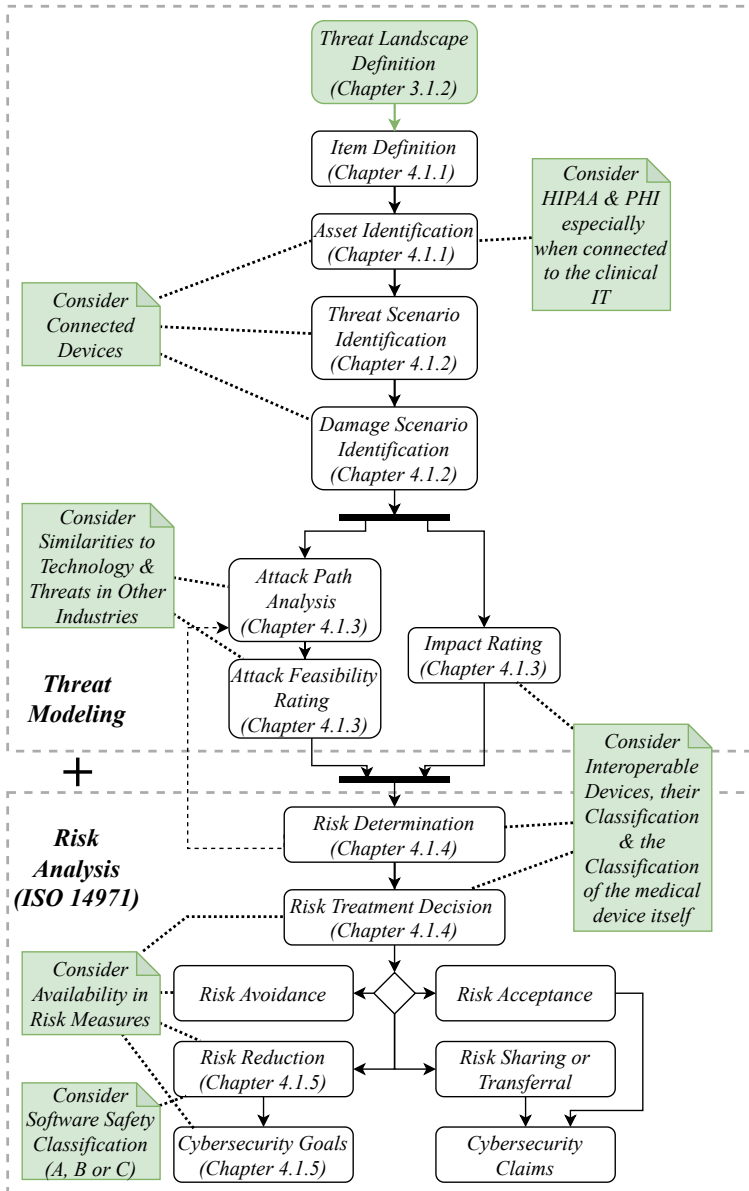 Threat Landscape
Definition
(Chapter 3.1.2)
Item Definition
(Chapter 4.1.1)
Consider
HIPAA & PHI
especially
when connected
to the clinical
IT
Asset Identification
(Chapter 4.1.1)
Consider
Connected
Devices
Threat Scenario
Identification
(Chapter 4.1.2)
Damage Scenario
Identification
(Chapter 4.1.2)
Consider
Similarities to
Technology &
Threats in Other
Industries
Attack Path
Analysis
(Chapter 4.1.3)
Impact Rating
(Chapter 4.1.3)
Attack Feasibility
Rating
(Chapter 4.1.3)
Threat
Modeling
+
Consider
Interoperable
Devices, their
Classification
& the
Classification
of the medical
device itself
Risk
Analysis
(ISO 14971)
Risk Determination
(Chapter 4.1.4)
Risk Treatment Decision
(Chapter 4.1.4)
Consider
Availability in
Risk Measures
Risk Avoidance
Risk Acceptance
Risk Reduction
(Chapter 4.1.5)
Risk Sharing or
Transferral
Consider
Software Safety
Classification
(A, B or C)
Cybersecurity Goals
(Chapter 4.1.5)
Cybersecurity
Claims